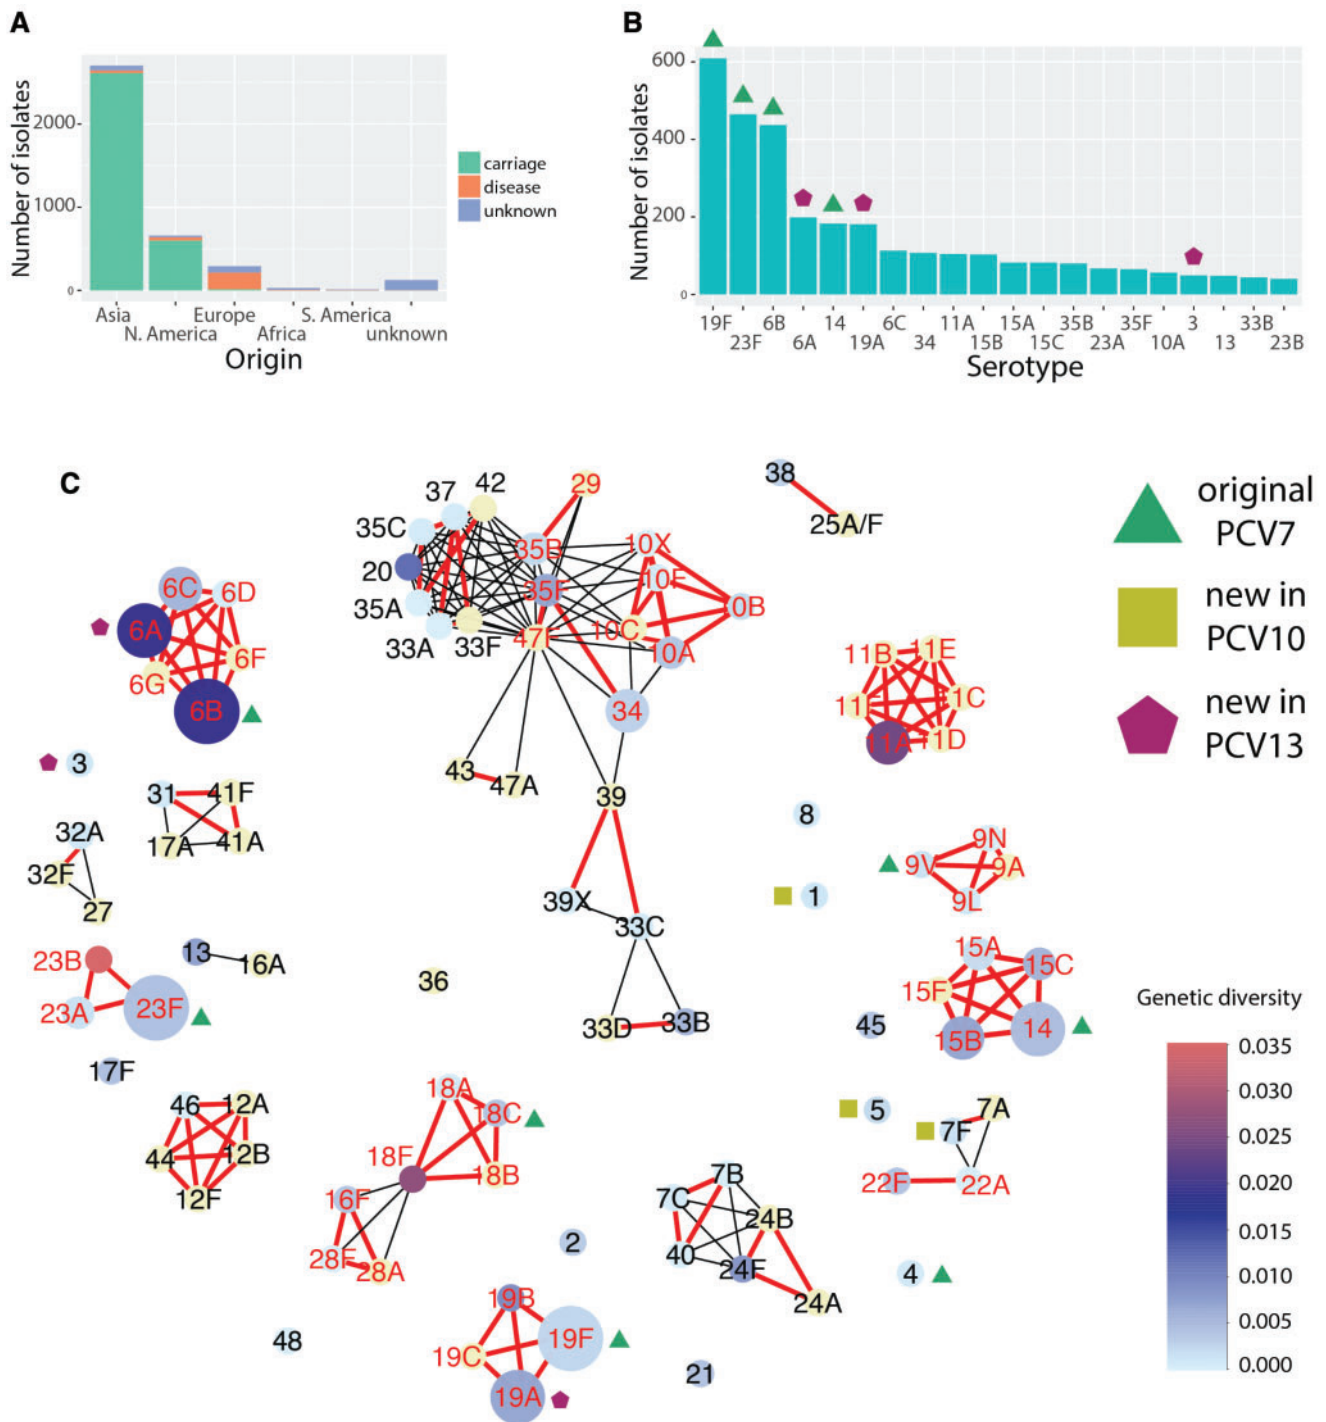 A
Number of isolates
2000
1000
0
Asia
N. America
Europe
Africa
S. America
unknown
Origin
carriage
disease
unknown
B
Number of isolates
600
400
200
0
19F
23F
6B
6A
14
19A
6C
34
11A
15B
15A
15C
35B
23A
35F
10A
3
13
33B
23B
Serotype
C
42
37
35C
20
35A
33A
33F
29
35B
35F
47F
10X
10F
0B
10C
10A
34
38
25A/F
original
PCV7
new in
PCV10
new in
PCV13
6C
6D
6A
6F
6G
6B
3
31
41F
17A
41A
32A
32F
27
43
47A
39
39X
33C
33D
33B
36
11B
11E
11F
1C
11A
11D
8
1
9N
9V
9A
9L
23B
23A
23F
13
16A
17F
15A
15C
15F
15B
14
45
5
7A
7F
22F
22A
46
12A
44
12B
12F
18A
18C
18F
18B
16F
28F
28A
2
7B
7C
24B
40
24F
24A
4
48
19B
19F
19C
19A
21
Genetic diversity
0.035
0.030
0.025
0.020
0.015
0.010
0.005
0.000